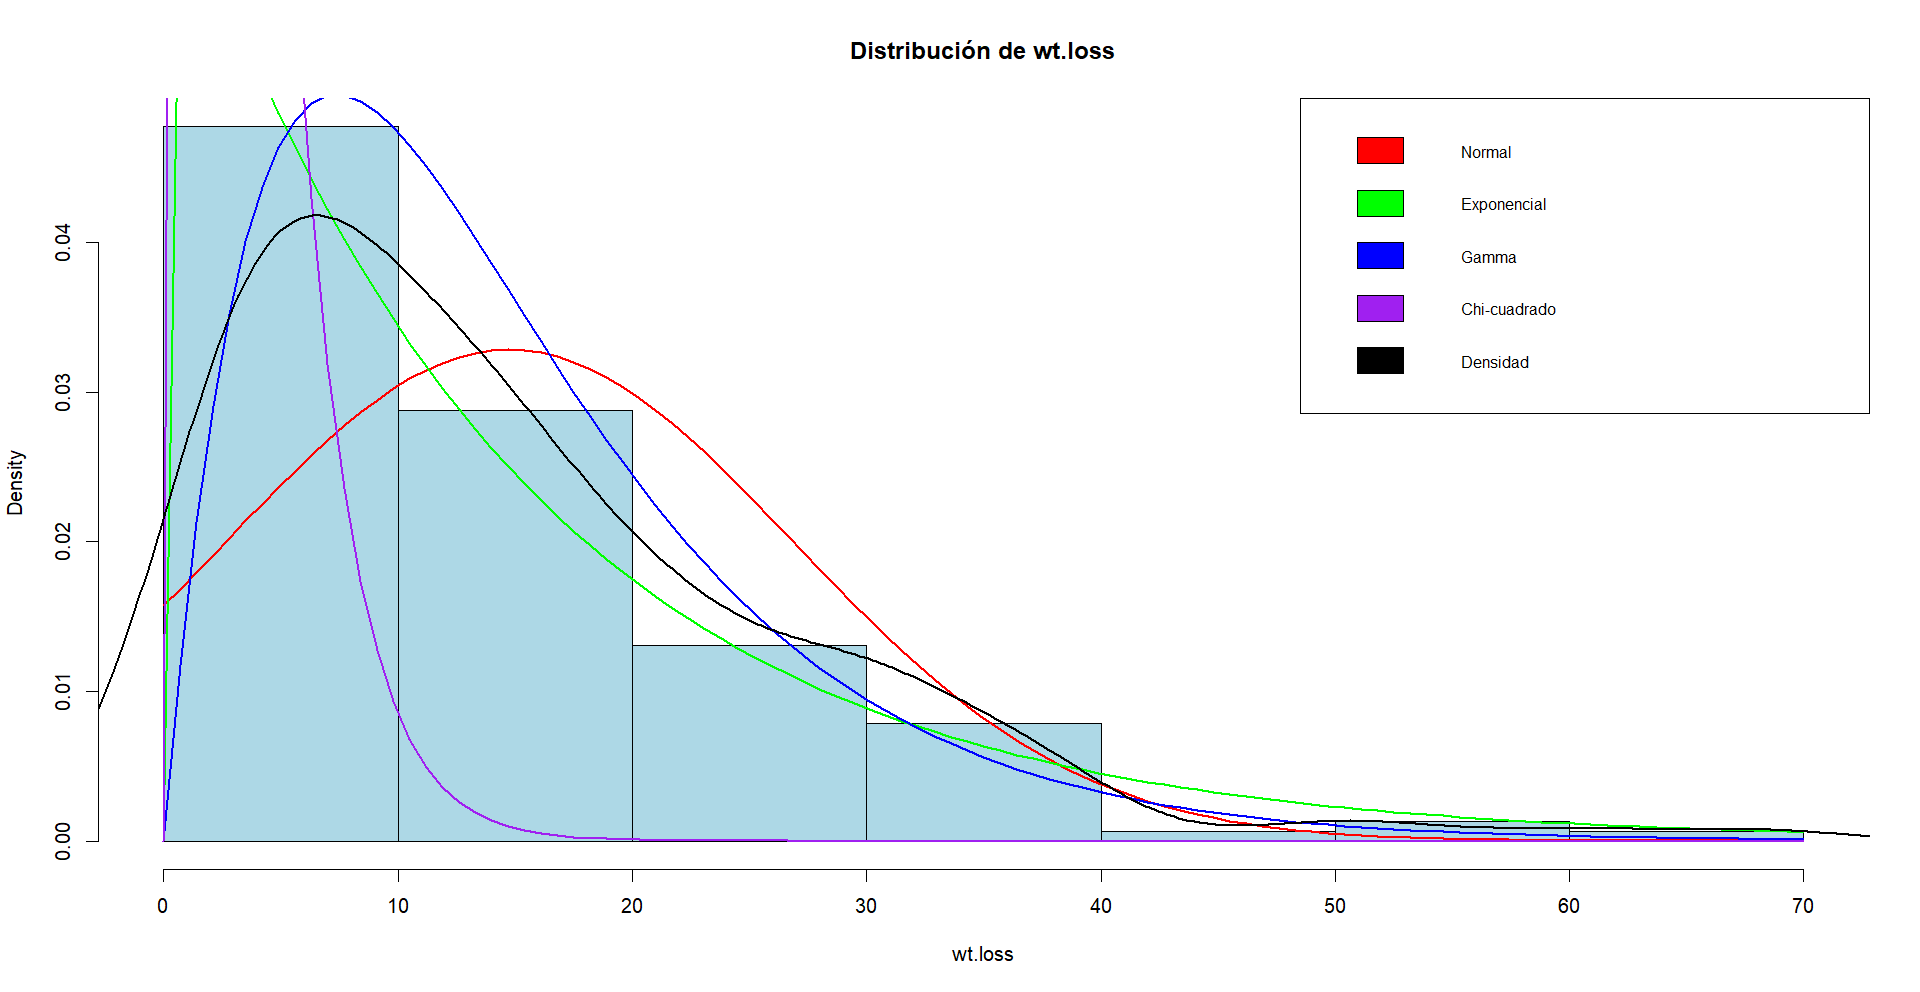 Distribución de wt.loss
Normal
Exponencial
Gamma
Chi-cuadrado
Densidad
Density
0.04
0.03
0.02
0.01
0.00
0 10 20 30 40 50 60 70
wt.loss